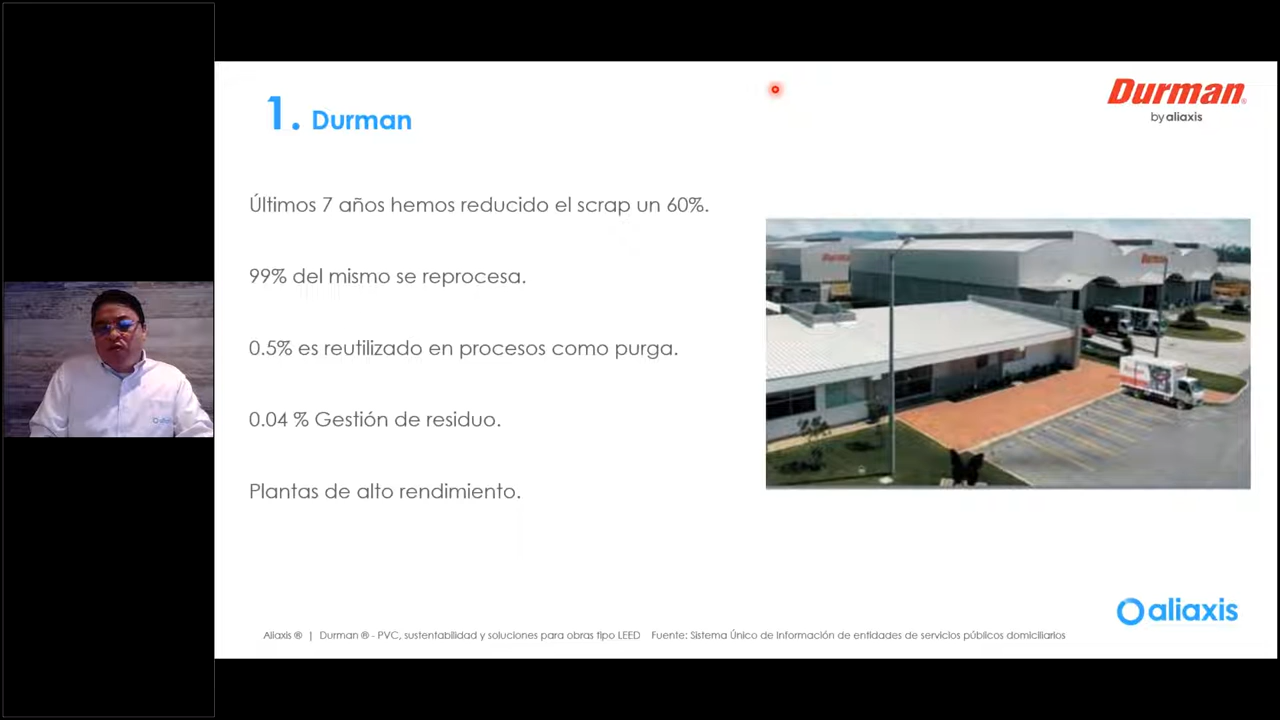 1. Durman
Durman®
by aliaxis
Últimos 7 años hemos reducido el scrap un 60%.
99% del mismo se reprocesa.
0.5% es reutilizado en procesos como purga.
0.04 % Gestión de residuo.
Plantas de alto rendimiento.
Durman
Durman
aliaxis
aliaxis
Aliaxis ® | Durman ® - PVC, sustentabilidad y soluciones para obras tipo LEED Fuente: Sistema Único de Información de entidades de servicios públicos domiciliarios